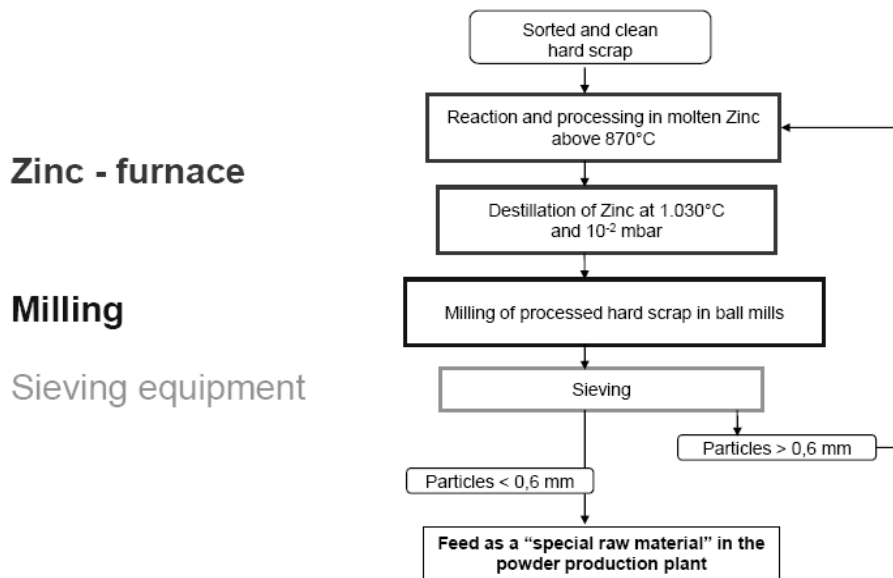 Sorted and clean
hard scrap
Reaction and processing in molten Zinc
above 870°C
Zinc - furnace
Destillation of Zinc at 1.030°C
and 10⁻² mbar
Milling
Milling of processed hard scrap in ball mills
Sieving equipment
Sieving
Particles > 0,6 mm
Particles < 0,6 mm
Feed as a “special raw material” in the
powder production plant